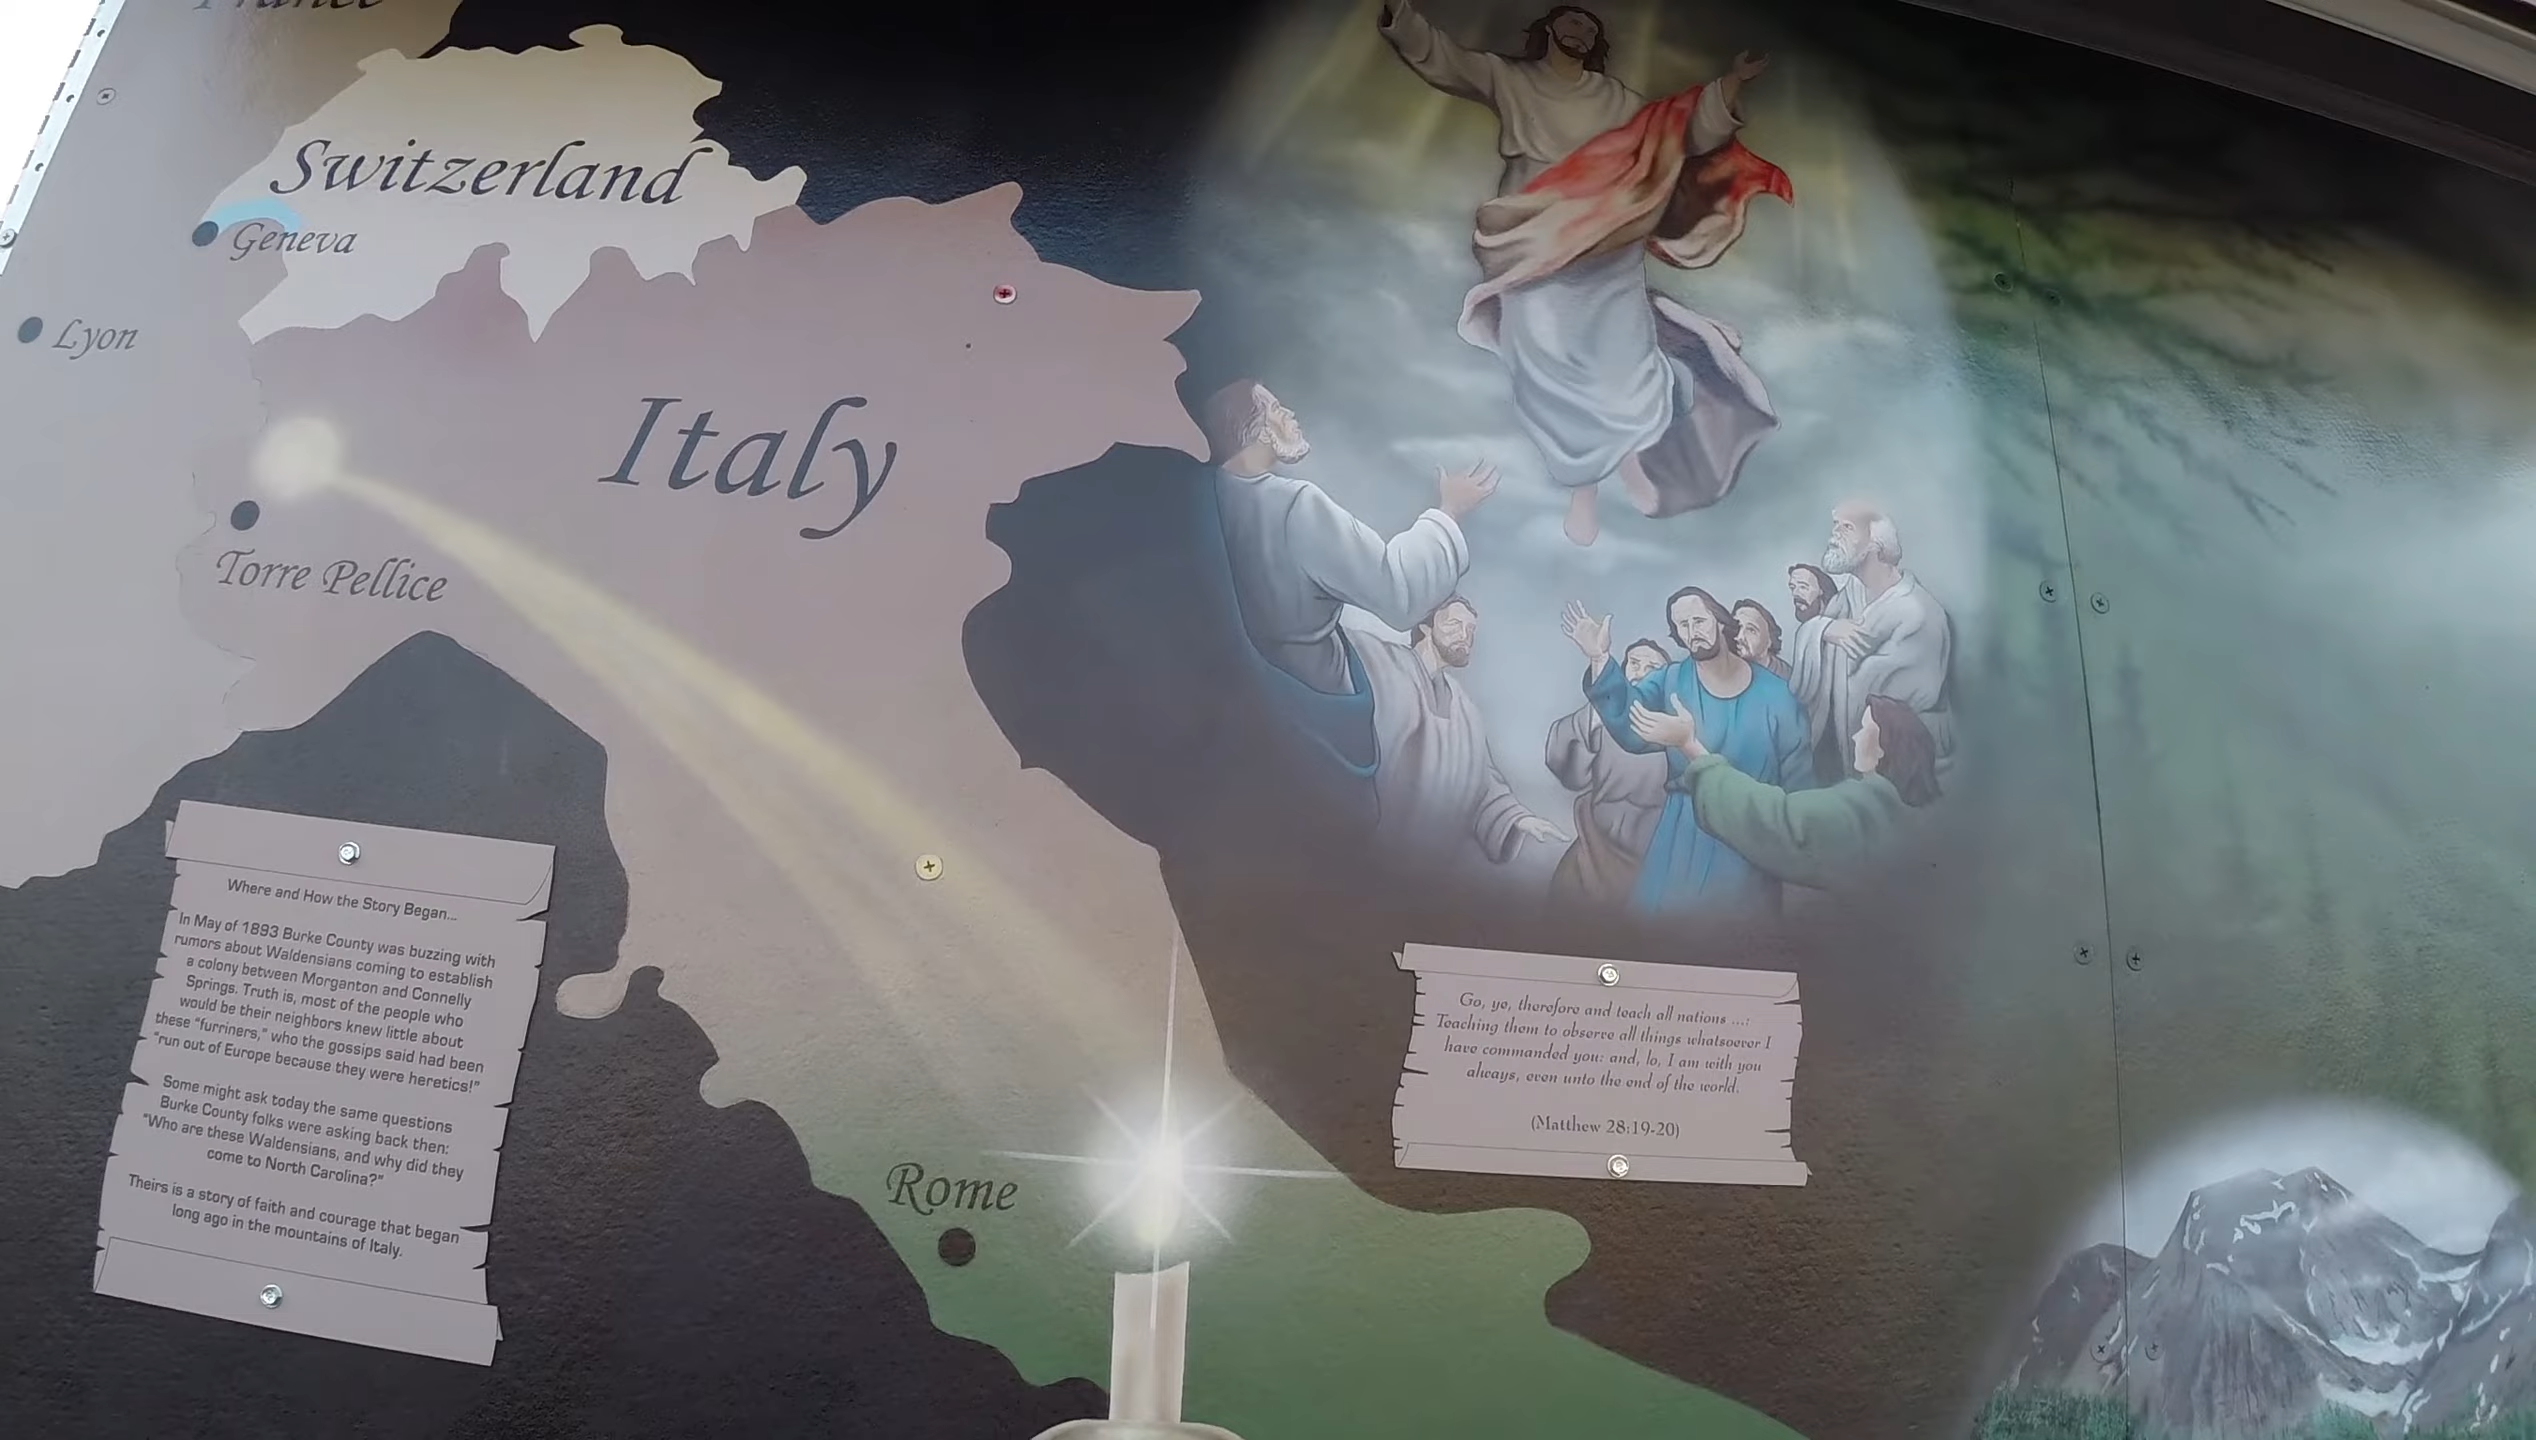 France
Switzerland
Geneva
Lyon
Italy
Torre Pellice
Where and How the Story Began...
In May of 1893 Burke County was buzzing with
rumors about Waldensians coming to establish
a colony between Morganton and Connelly
Springs. Truth is, most of the people who
would be their neighbors knew little about
these "furriners," who the gossips said had been
"run out of Europe because they were heretics!"
Some might ask today the same questions
Burke County folks were asking back then:
"Who are these Waldensians, and why did they
come to North Carolina?"
Theirs is a story of faith and courage that began
long ago in the mountains of Italy.
Go, ye, therefore and teach all nations ...:
Teaching them to observe all things whatsoever I
have commanded you: and, lo, I am with you
always, even unto the end of the world.
(Matthew 28:19-20)
Rome